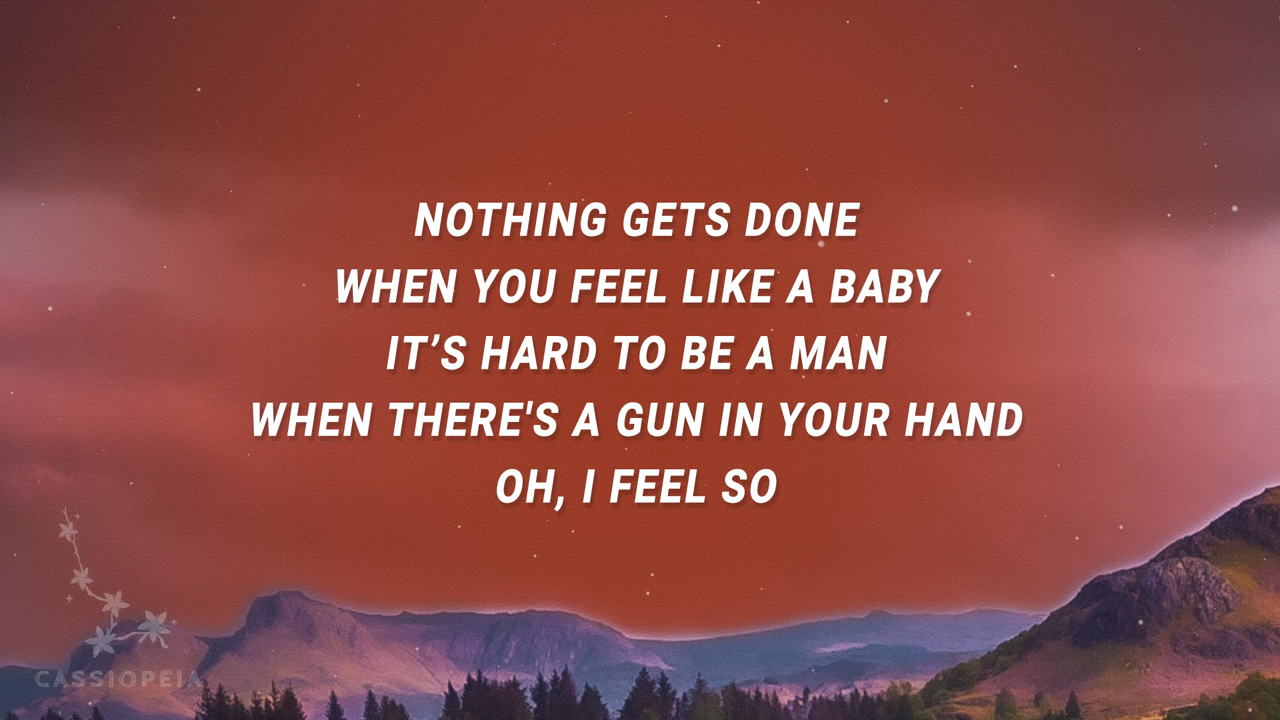 NOTHING GETS DONE
WHEN YOU FEEL LIKE A BABY
IT’S HARD TO BE A MAN
WHEN THERE'S A GUN IN YOUR HAND
OH, I FEEL SO
CASSIOPEIA